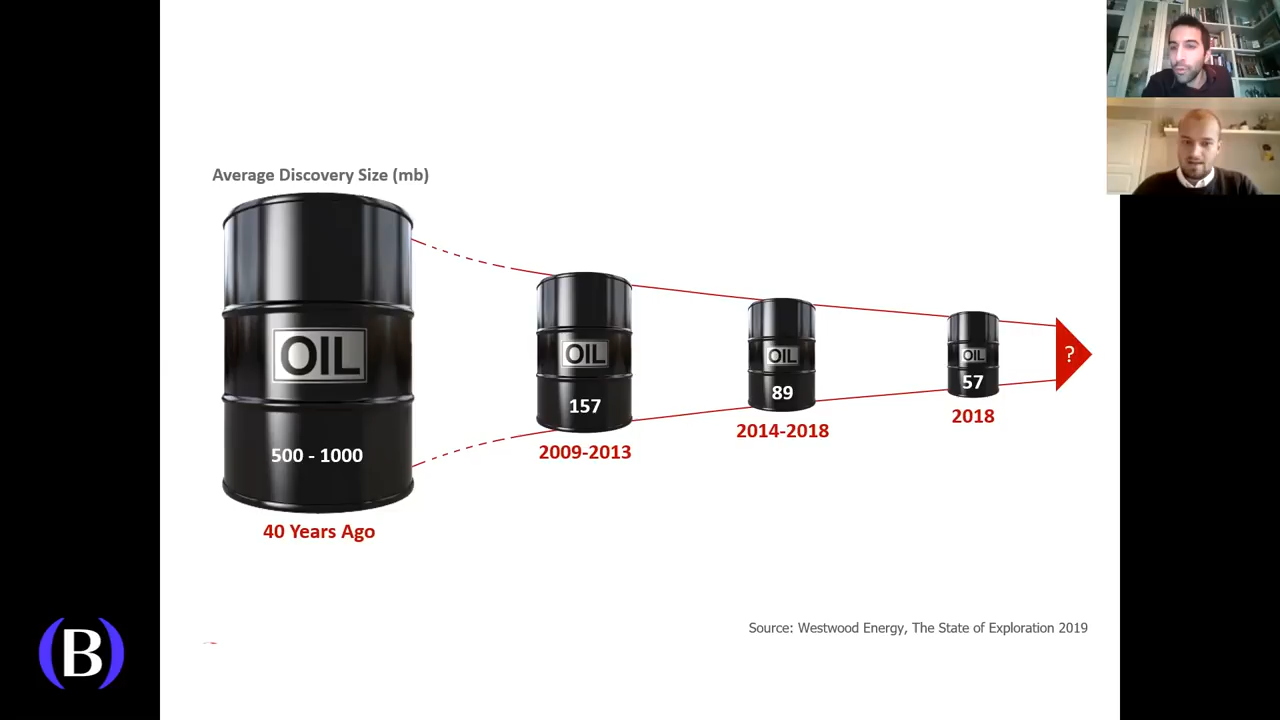 Average Discovery Size (mb)
OIL
500 - 1000
40 Years Ago
OIL
157
2009-2013
OIL
89
2014-2018
OIL
57
2018
?
Source: Westwood Energy, The State of Exploration 2019
(B)